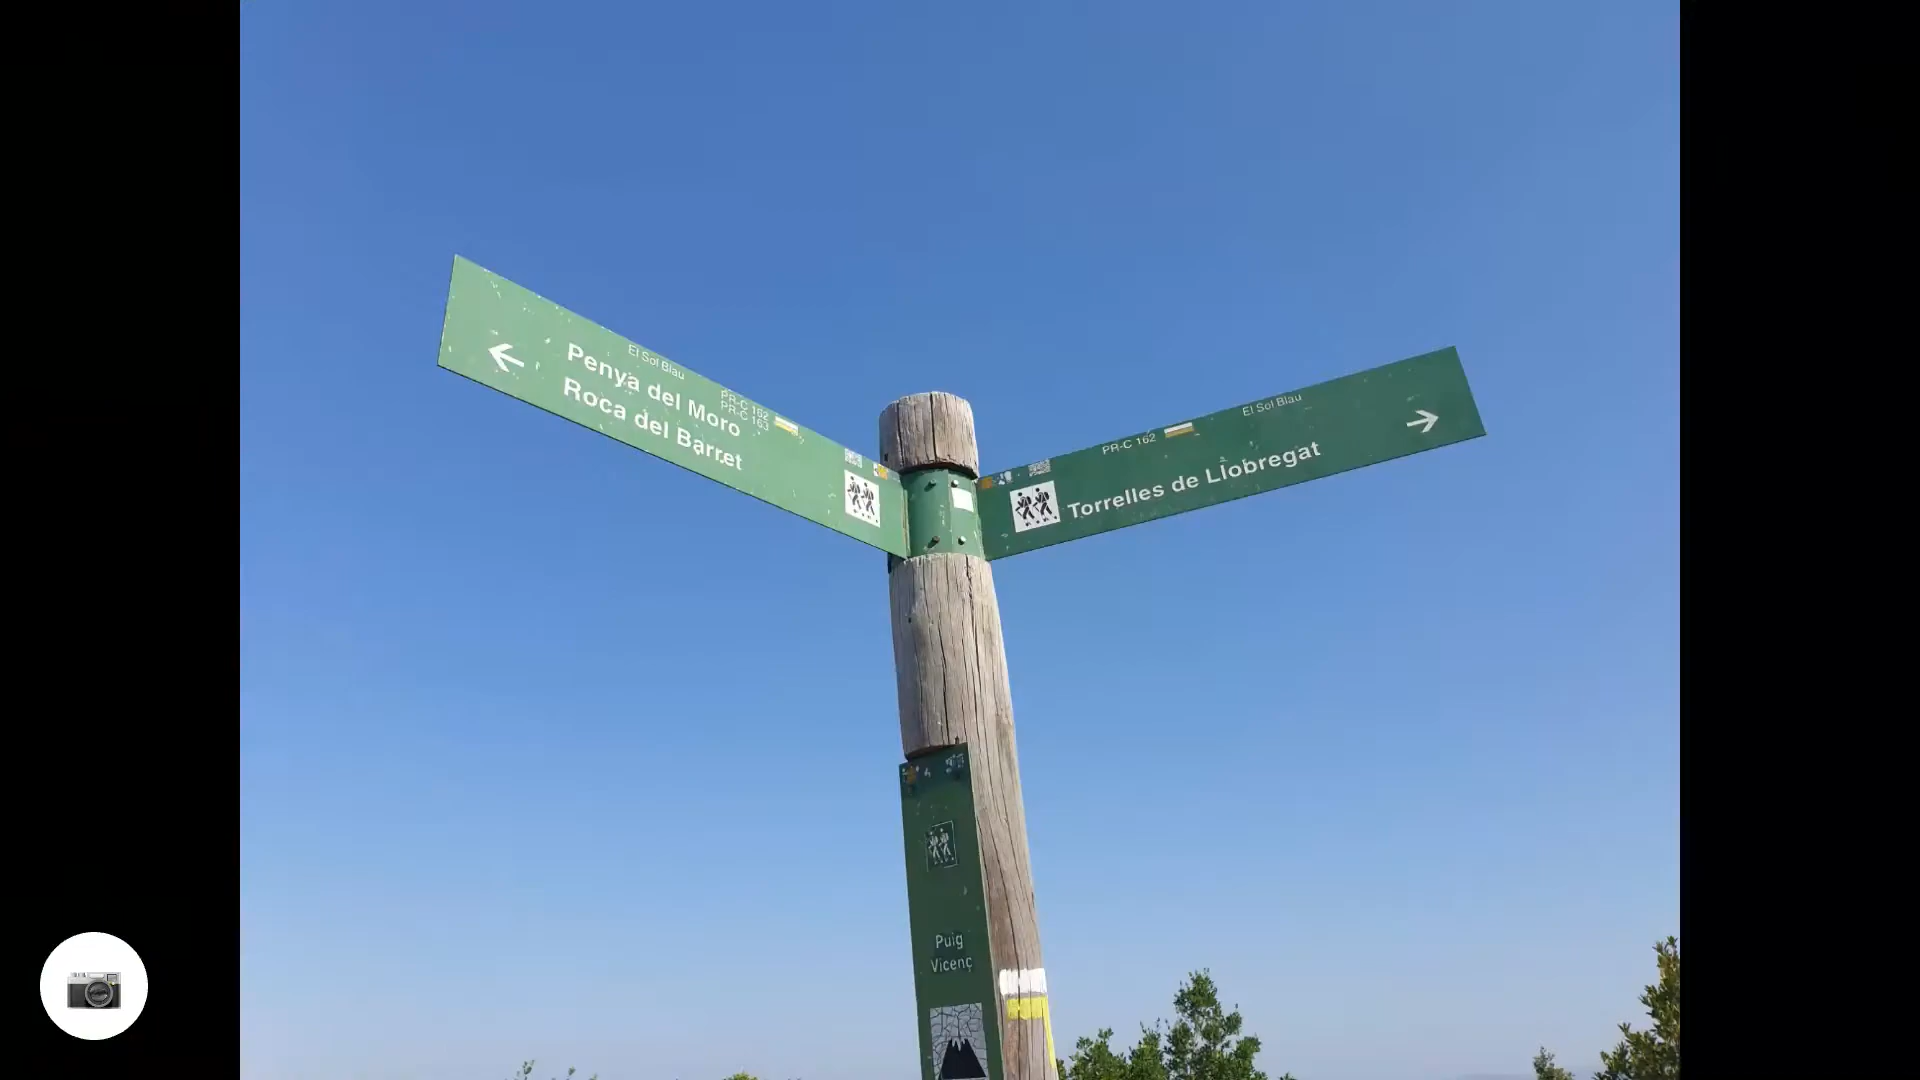 El Sol Blau
Penya del Moro
PR-C 162
PR-C 163
Roca del Barret
PR-C 162
El Sol Blau
Torrelles de Llobregat
Puig
Vicenç